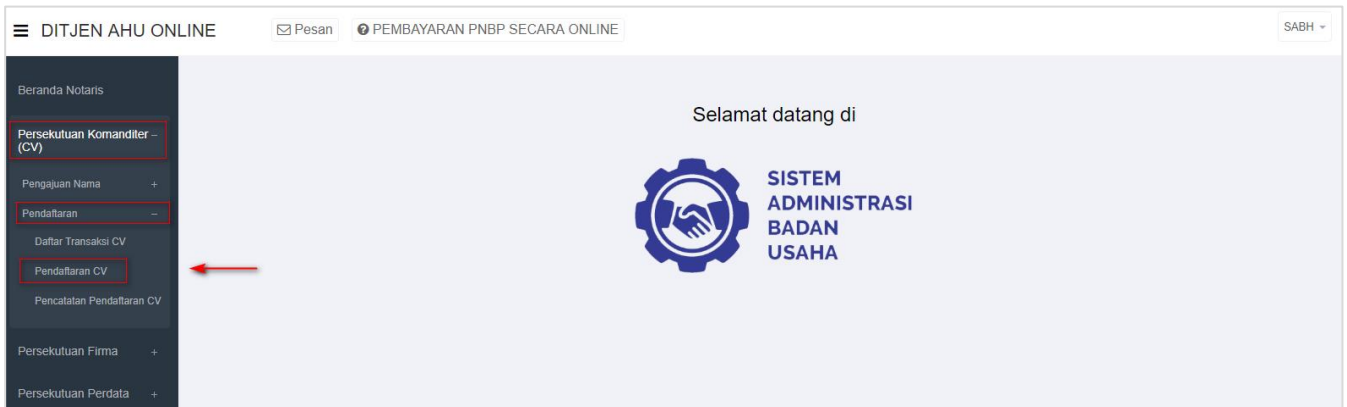 DITJEN AHU ONLINE
Pesan
PEMBAYARAN PNBP SECARA ONLINE
SABH
Beranda Notaris
Persekutuan Komanditer –
(CV)
Pengajuan Nama +
Pendaftaran –
Daftar Transaksi CV
Pendaftaran CV
Pencatatan Pendaftaran CV
Persekutuan Firma +
Persekutuan Perdata +
Selamat datang di
SISTEM
ADMINISTRASI
BADAN
USAHA